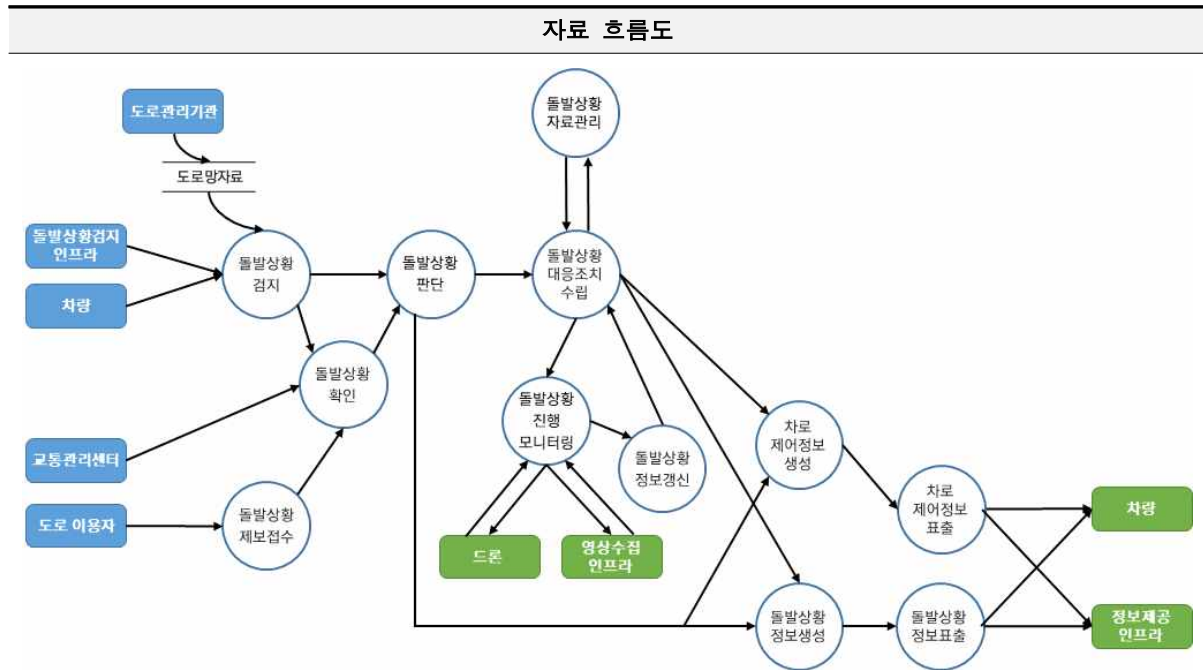 자료 흐름도
도로관리기관
도로망자료
돌발상황
자료관리
돌발상황검지
인프라
차량
돌발상황
검지
돌발상황
판단
돌발상황
대응조치
수립
돌발상황
확인
돌발상황
진행
모니터링
돌발상황
정보갱신
차로
제어정보
생성
교통관리센터
도로 이용자
돌발상황
제보접수
드론
영상수집
인프라
차로
제어정보
표출
차량
돌발상황
정보생성
돌발상황
정보표출
정보제공
인프라